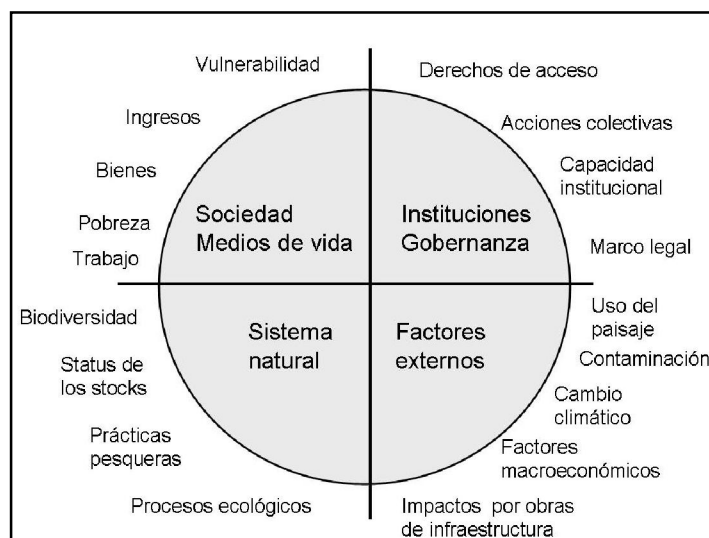 Vulnerabilidad
Derechos de acceso
Ingresos
Acciones colectivas
Bienes
Capacidad
institucional
Pobreza
Sociedad
Medios de vida
Instituciones
Gobernanza
Trabajo
Marco legal
Biodiversidad
Uso del
paisaje
Sistema
natural
Factores
externos
Status de
los stocks
Contaminación
Cambio
climático
Prácticas
pesqueras
Factores
macroeconómicos
Procesos ecológicos
Impactos por obras
de infraestructura